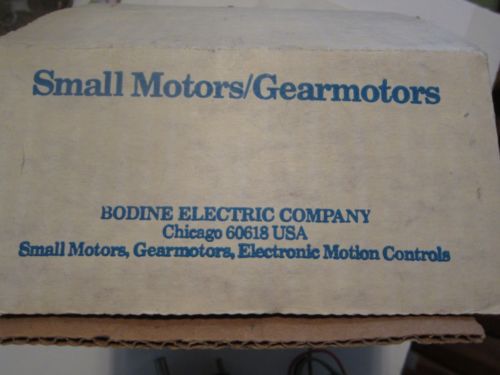 Small Motors/Gearmotors
BODINE ELECTRIC COMPANY
Chicago 60618 USA
Small Motors, Gearmotors, Electronic Motion Controls